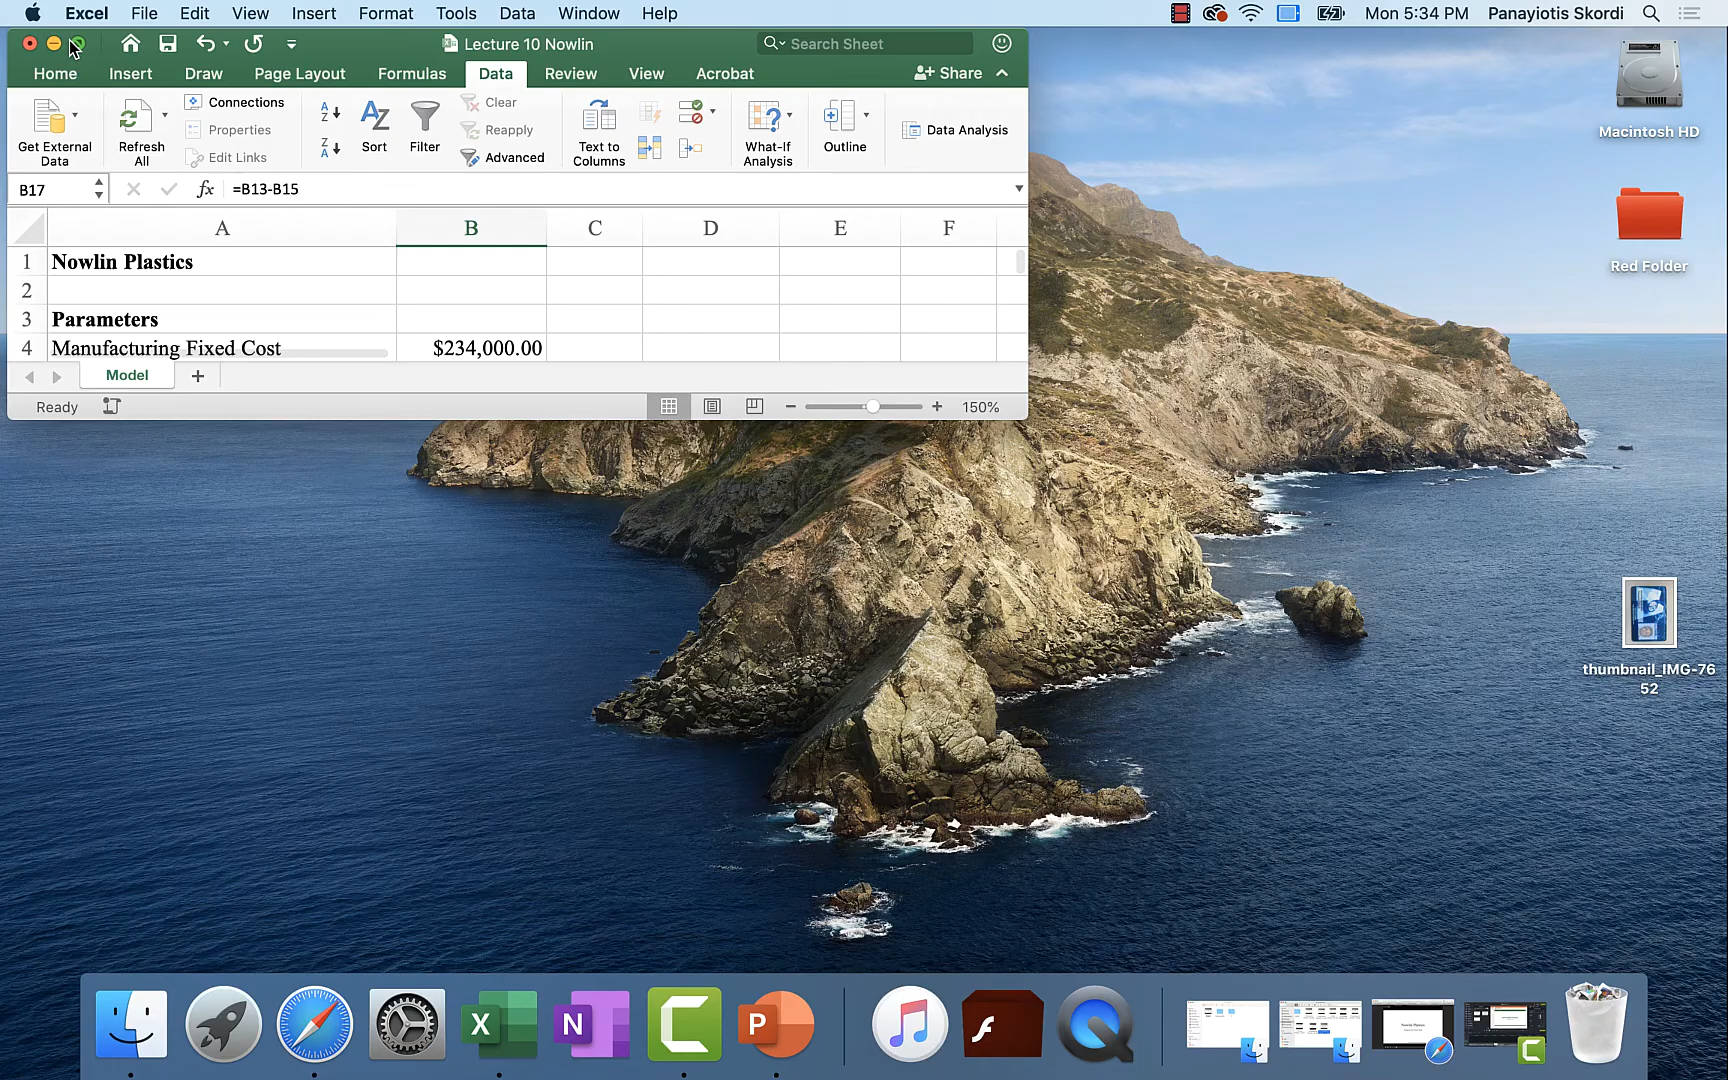 Excel File Edit View Insert Format Tools Data Window Help Mon 5:34 PM Panayiotis Skordi
Lecture 10 Nowlin Search Sheet
Home Insert Draw Page Layout Formulas Data Review View Acrobat Share
Get External Data
Refresh All
Connections
Properties
Edit Links
A Z
Z A
A Z
Sort
Filter
Clear
Reapply
Advanced
Text to Columns
What-If Analysis
Outline
Data Analysis
B17 fx =B13-B15
A B C D E F
1 Nowlin Plastics
2
3 Parameters
4 Manufacturing Fixed Cost $234,000.00
Model
Ready 150%
Macintosh HD
Red Folder
thumbnail_IMG-76
52
X N P